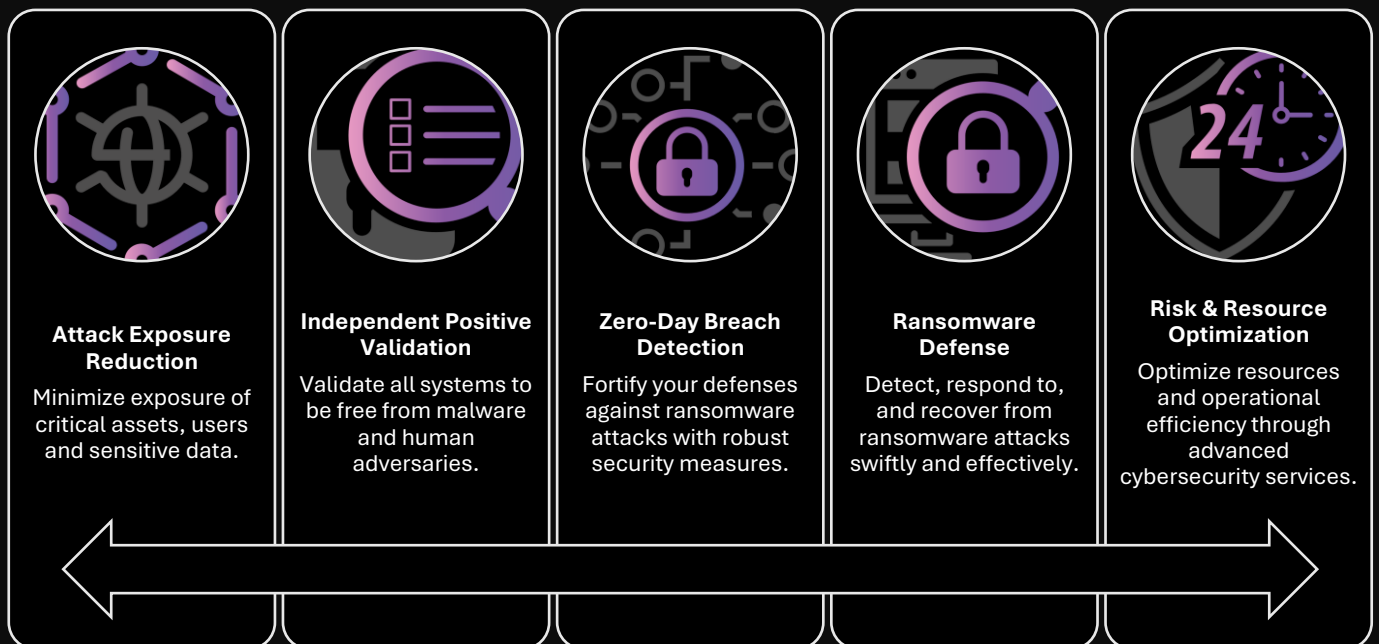 Attack Exposure
Reduction
Minimize exposure of
critical assets, users
and sensitive data.
Independent Positive
Validation
Validate all systems to
be free from malware
and human
adversaries.
Zero-Day Breach
Detection
Fortify your defenses
against ransomware
attacks with robust
security measures.
Ransomware
Defense
Detect, respond to,
and recover from
ransomware attacks
swiftly and effectively.
24
Risk & Resource
Optimization
Optimize resources
and operational
efficiency through
advanced
cybersecurity services.